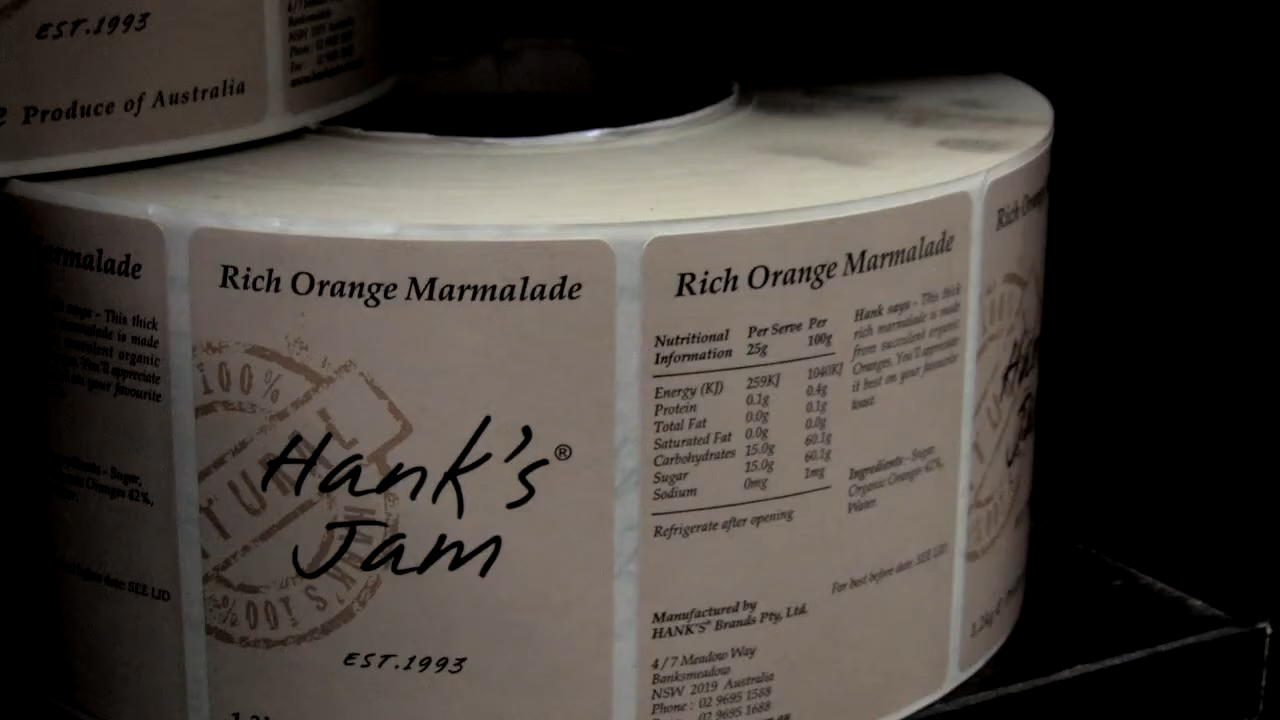 EST.1993
Produce of Australia
Rich Orange Marmalade
100%
Hank's®
Jam
EST.1993
Rich Orange Marmalade
Nutritional Information Per Serve 25g Per 100g
Energy (KJ) 259KJ 1040KJ
Protein 0.1g 0.4g
Total Fat 0.0g 0.1g
Saturated Fat 0.0g 0.0g
Carbohydrates 15.0g 60.1g
Sugar 15.0g 60.1g
Sodium 0mg 1mg
Refrigerate after opening
Hank says - This thick
rich marmalade is made
from succulent organic
Oranges. You'll appreciate
it best on your favourite
toast.
Ingredients:- Sugar,
Organic Oranges 42%,
Water.
For best before date: SEE LID
Manufactured by
HANK'S® Brands Pty, Ltd.
4 / 7 Meadow Way
Banksmeadow
NSW 2019 Australia
Phone : 02 9695 1588
02 9695 1688